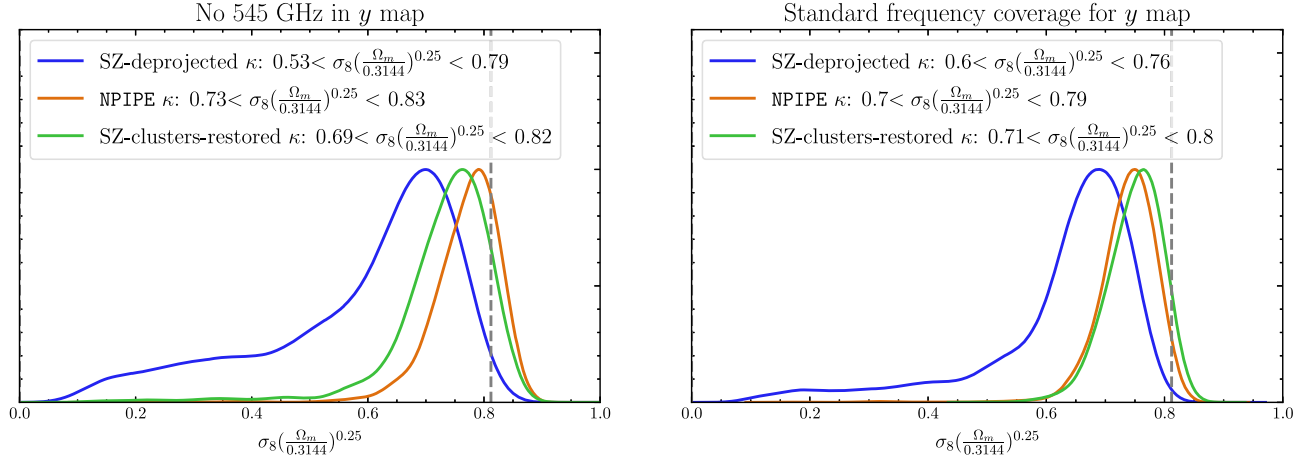 No 545 GHz in y map
SZ-deprojected κ: 0.53< σ₈(Ωₘ/0.3144)^0.25 < 0.79
NPIPE κ: 0.73< σ₈(Ωₘ/0.3144)^0.25 < 0.83
SZ-clusters-restored κ: 0.69< σ₈(Ωₘ/0.3144)^0.25 < 0.82
0.0 0.2 0.4 0.6 0.8 1.0
σ₈(Ωₘ/0.3144)^0.25
Standard frequency coverage for y map
SZ-deprojected κ: 0.6< σ₈(Ωₘ/0.3144)^0.25 < 0.76
NPIPE κ: 0.7< σ₈(Ωₘ/0.3144)^0.25 < 0.79
SZ-clusters-restored κ: 0.71< σ₈(Ωₘ/0.3144)^0.25 < 0.8
0.0 0.2 0.4 0.6 0.8 1.0
σ₈(Ωₘ/0.3144)^0.25